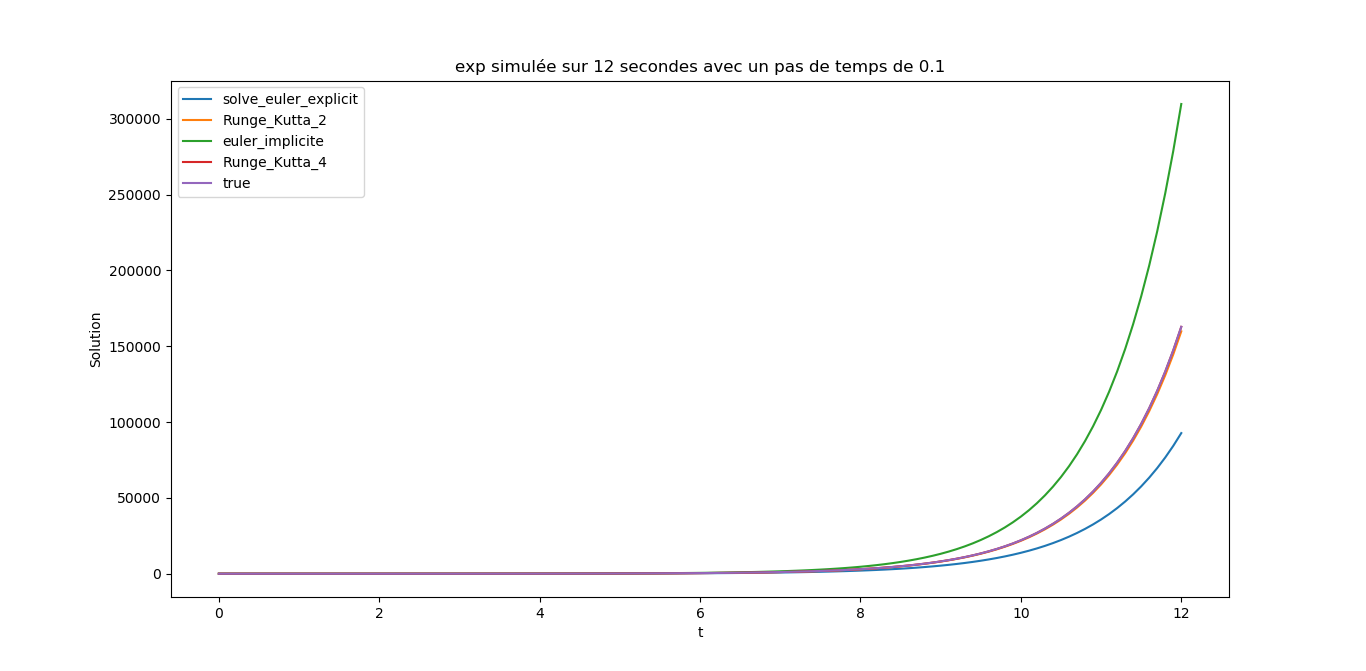 exp simulée sur 12 secondes avec un pas de temps de 0.1
solve_euler_explicit
Runge_Kutta_2
euler_implicite
Runge_Kutta_4
true
300000
250000
200000
150000
100000
50000
0
Solution
0 2 4 6 8 10 12
t